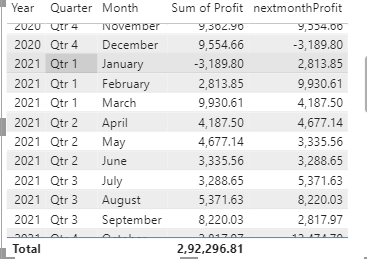 Year Quarter Month Sum of Profit nextmonthProfit
2020 Qtr 4 November 9,362.96 9,554.66
2020 Qtr 4 December 9,554.66 -3,189.80
2021 Qtr 1 January -3,189.80 2,813.85
2021 Qtr 1 February 2,813.85 9,930.61
2021 Qtr 1 March 9,930.61 4,187.50
2021 Qtr 2 April 4,187.50 4,677.14
2021 Qtr 2 May 4,677.14 3,335.56
2021 Qtr 2 June 3,335.56 3,288.65
2021 Qtr 3 July 3,288.65 5,371.63
2021 Qtr 3 August 5,371.63 8,220.03
2021 Qtr 3 September 8,220.03 2,817.97
Total 2,92,296.81